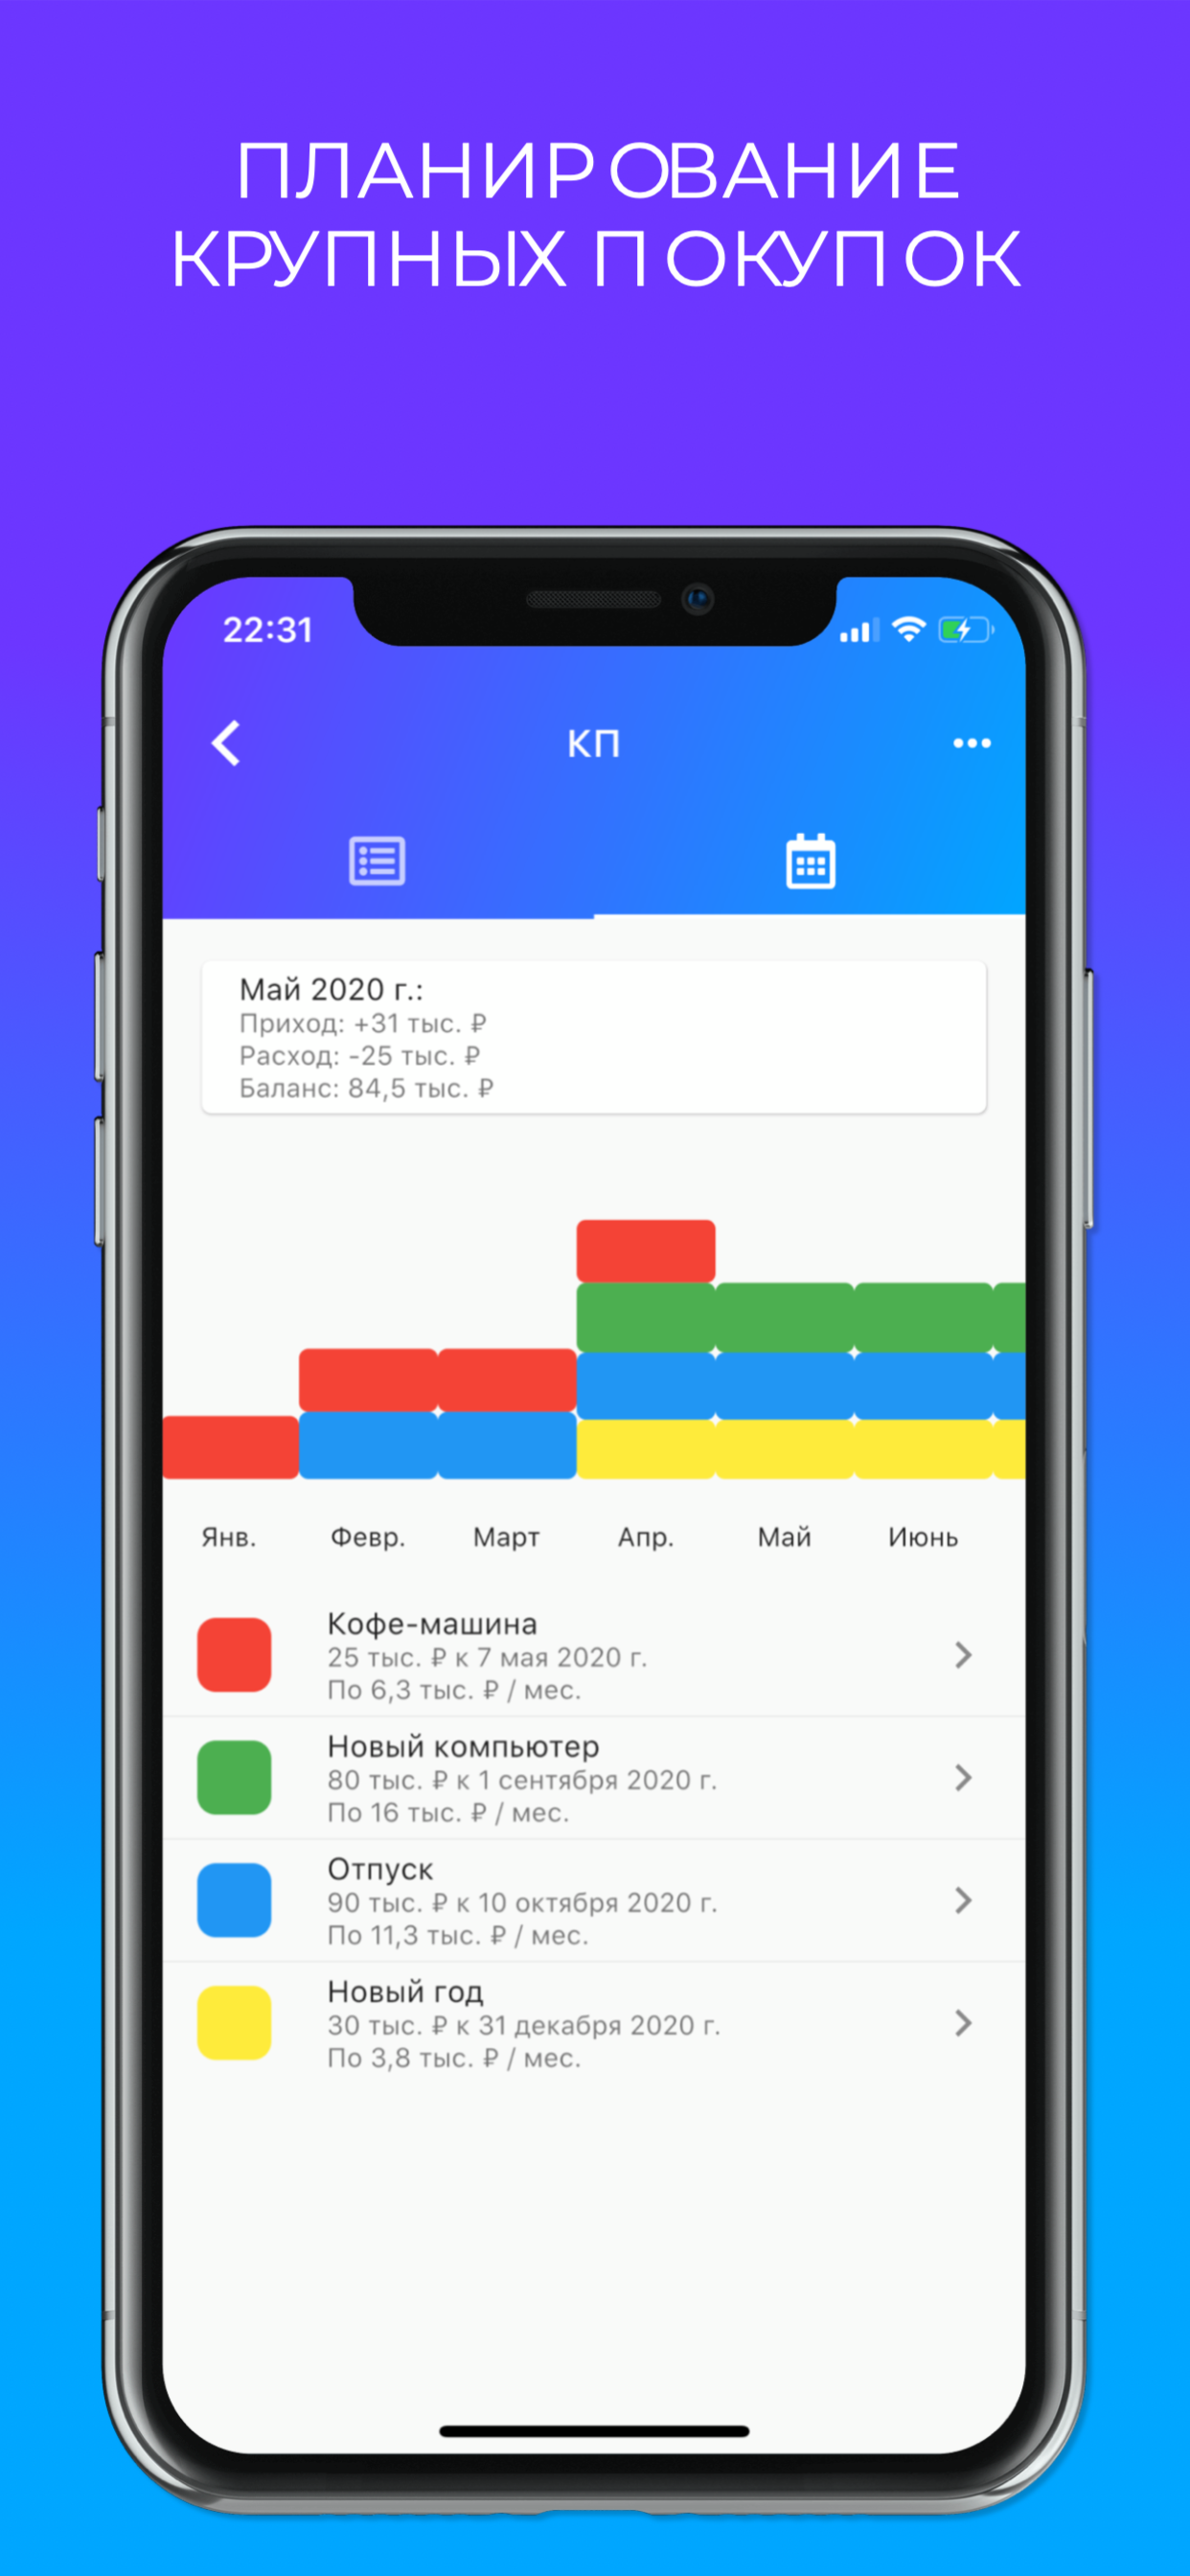 ПЛАНИРОВАНИЕ
КРУПНЫХ ПОКУПОК
22:31
КП
Май 2020 г.:
Приход: +31 тыс. ₽
Расход: -25 тыс. ₽
Баланс: 84,5 тыс. ₽
Янв. Февр. Март Апр. Май Июнь
Кофе-машина
25 тыс. ₽ к 7 мая 2020 г.
По 6,3 тыс. ₽ / мес.
Новый компьютер
80 тыс. ₽ к 1 сентября 2020 г.
По 16 тыс. ₽ / мес.
Отпуск
90 тыс. ₽ к 10 октября 2020 г.
По 11,3 тыс. ₽ / мес.
Новый год
30 тыс. ₽ к 31 декабря 2020 г.
По 3,8 тыс. ₽ / мес.